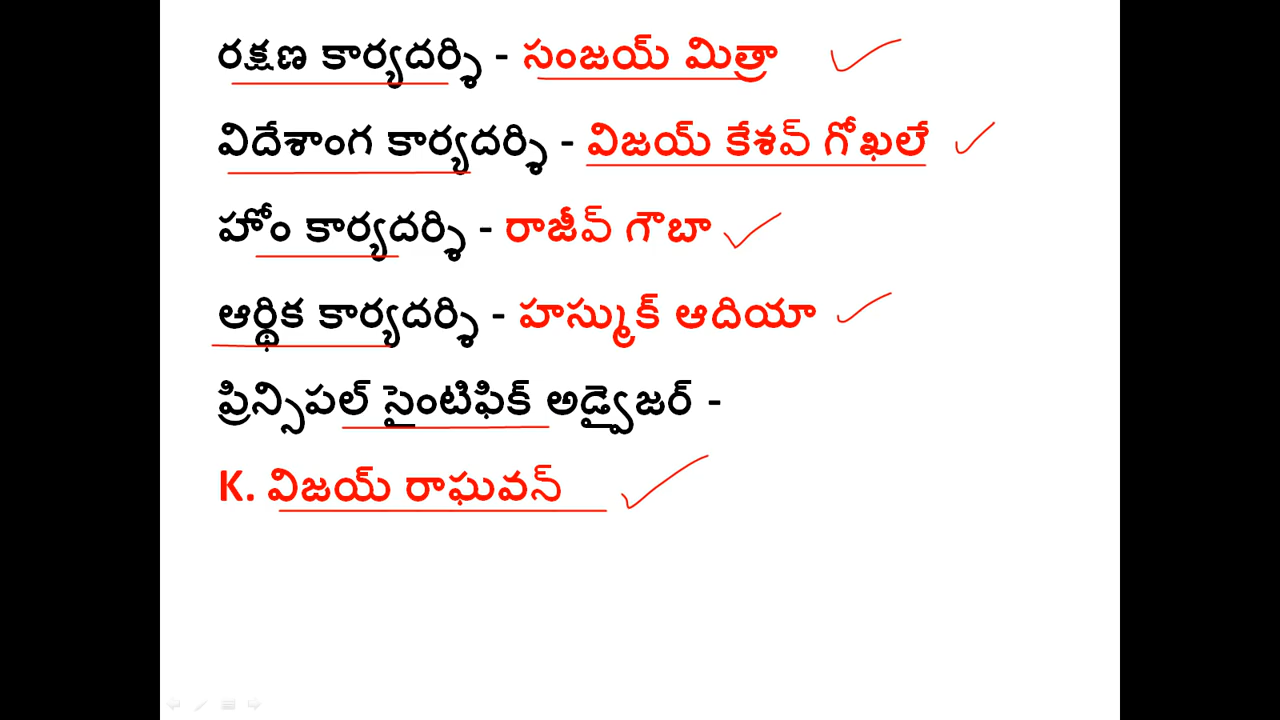 రక్షణ కార్యదర్శి - సంజయ్ మిత్రా
విదేశాంగ కార్యదర్శి - విజయ్ కేశవ్ గోఖలే
హోం కార్యదర్శి - రాజీవ్ గౌబా
ఆర్థిక కార్యదర్శి - హస్ముక్ ఆదియా
ప్రిన్సిపల్ సైంటిఫిక్ అడ్వైజర్ -
K. విజయ్ రాఘవన్